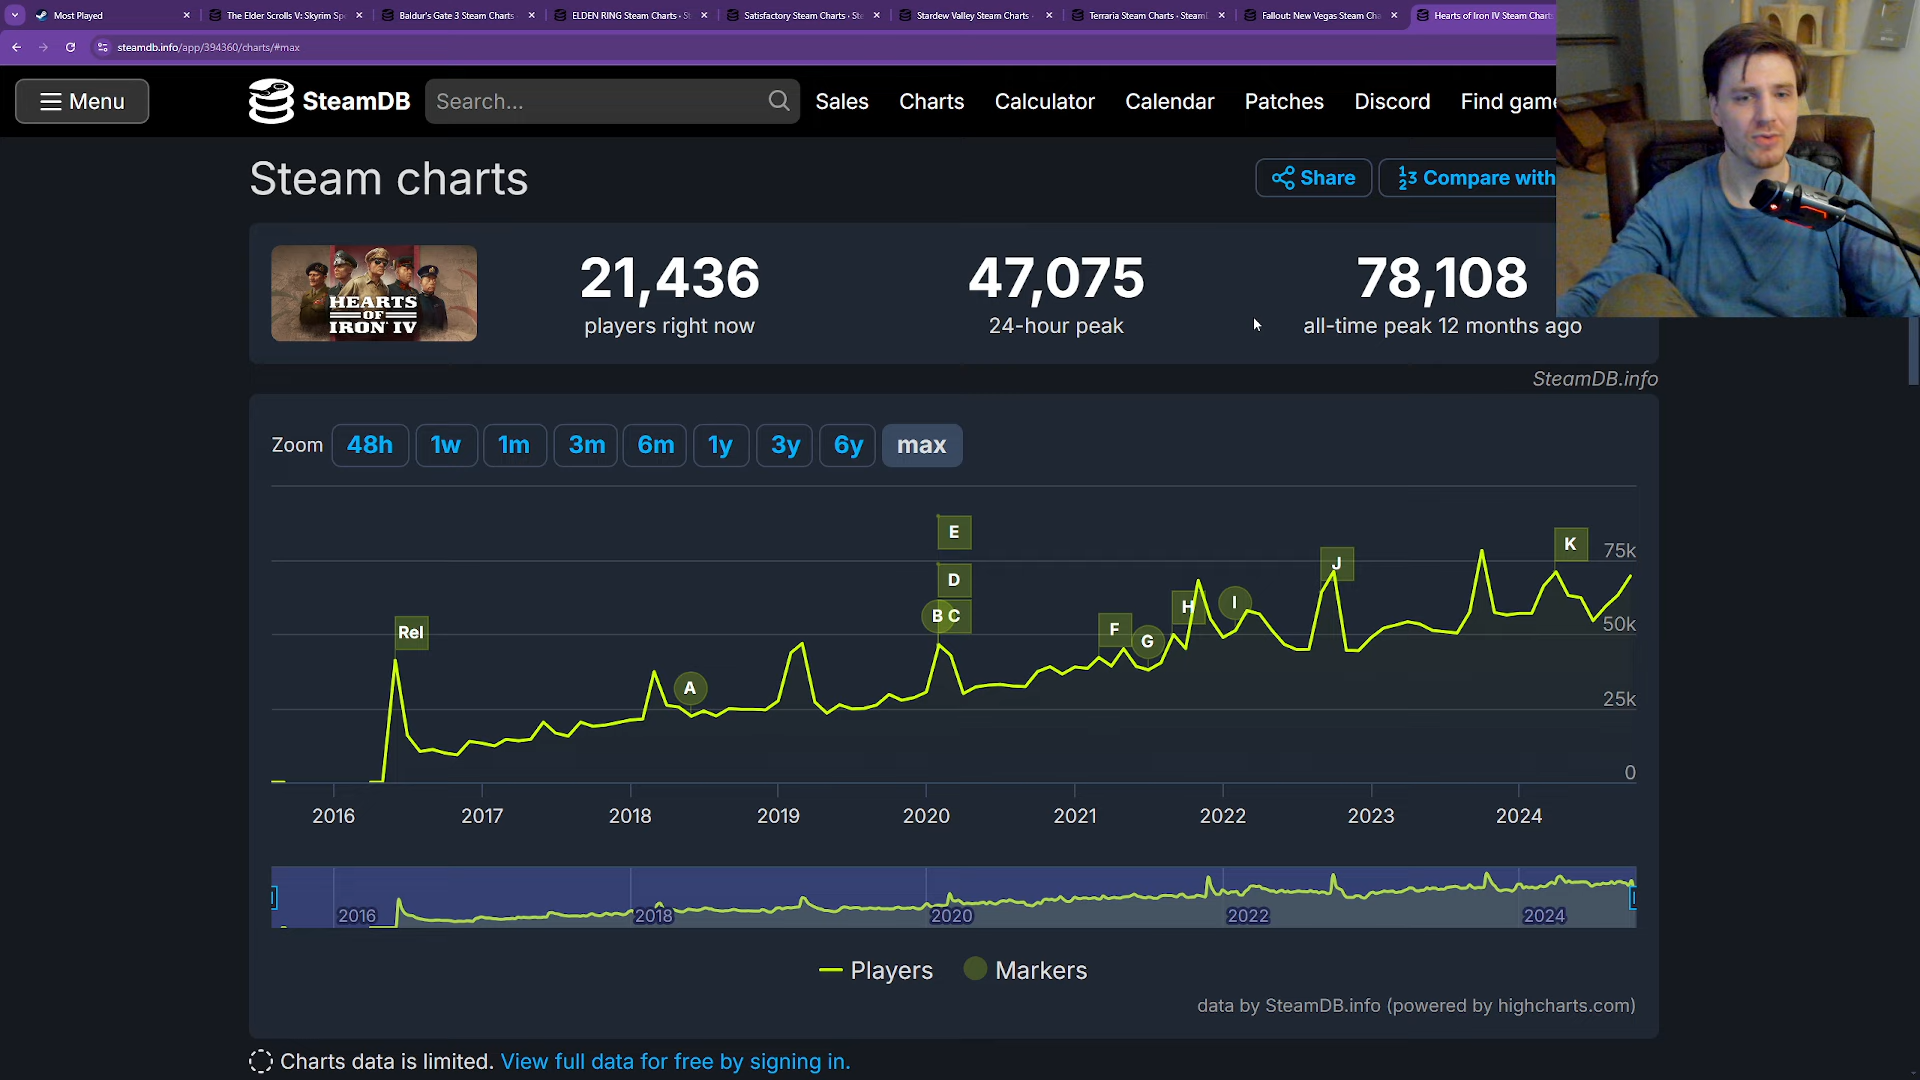 Most Played
The Elder Scrolls V: Skyrim Spe
Baldur's Gate 3 Steam Charts
ELDEN RING Steam Charts · S
Satisfactory Steam Charts · Ste
Stardew Valley Steam Charts
Terraria Steam Charts · SteamD
Fallout: New Vegas Steam Cha
Hearts of Iron IV Steam Charts
steamdb.info/app/394360/charts/#max
Menu
SteamDB
Search...
Sales
Charts
Calculator
Calendar
Patches
Discord
Find game
Steam charts
Share
Compare with
HEARTS
OF
IRON IV
21,436
players right now
47,075
24-hour peak
78,108
all-time peak 12 months ago
SteamDB.info
Zoom
48h
1w
1m
3m
6m
1y
3y
6y
max
E
K
75k
J
D
I
H
B C
50k
F
Rel
G
A
25k
0
2016
2017
2018
2019
2020
2021
2022
2023
2024
2016
2018
2020
2022
2024
Players
Markers
data by SteamDB.info (powered by highcharts.com)
Charts data is limited. View full data for free by signing in.